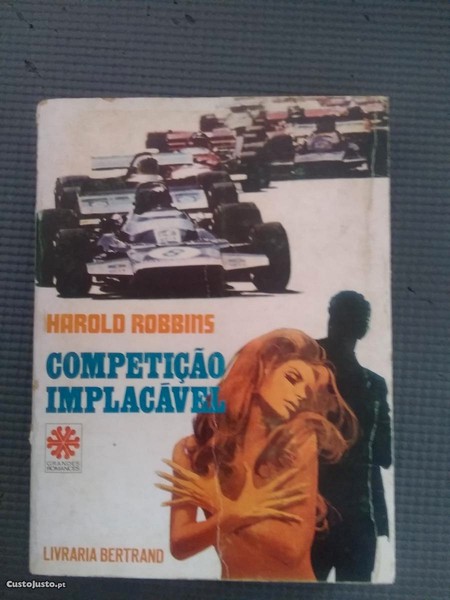 HAROLD ROBBINS
COMPETIÇÃO
IMPLACÁVEL
GRANDES
ROMANCES
LIVRARIA BERTRAND
CustoJusto.pt